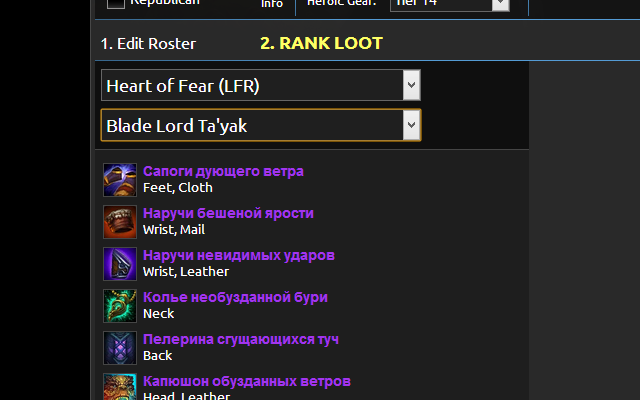 Republican
Info
Heroic Gear:
Tier 14
1. Edit Roster
2. RANK LOOT
Heart of Fear (LFR)
Blade Lord Ta'yak
Сапоги дующего ветра
Feet, Cloth
Наручи бешеной ярости
Wrist, Mail
Наручи невидимых ударов
Wrist, Leather
Колье необузданной бури
Neck
Пелерина сгущающихся туч
Back
Капюшон обузданных ветров
Head, Leather